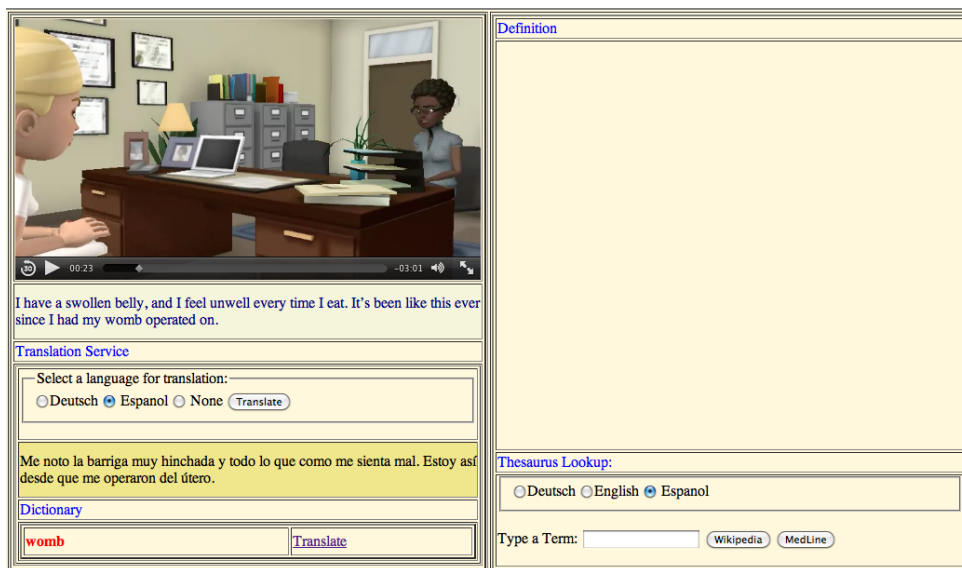 30
00:23
-03:01
I have a swollen belly, and I feel unwell every time I eat. It's been like this ever
since I had my womb operated on.
Translation Service
Select a language for translation:
Deutsch Espanol None Translate
Me noto la barriga muy hinchada y todo lo que como me sienta mal. Estoy así
desde que me operaron del útero.
Dictionary
womb Translate
Definition
Thesaurus Lookup:
Deutsch English Espanol
Type a Term: Wikipedia MedLine